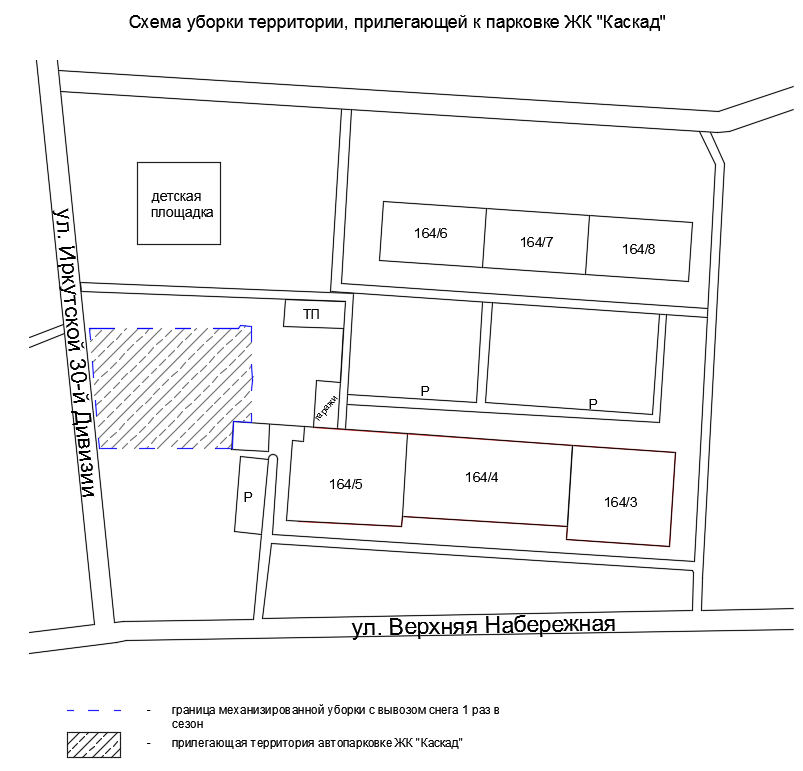 Схема уборки территории, прилегающей к парковке ЖК "Каскад"
детская
площадка
164/6
164/7
164/8
ул. Иркутской 30-й Дивизии
ТП
гаражи
Р
Р
164/5
164/4
164/3
Р
ул. Верхняя Набережная
- граница механизированной уборки с вывозом снега 1 раз в
сезон
- прилегающая территория автопарковке ЖК "Каскад"